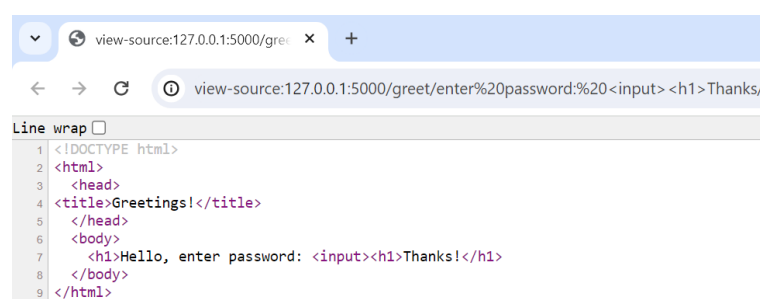 view-source:127.0.0.1:5000/gree
view-source:127.0.0.1:5000/greet/enter%20password:%20<input><h1>Thanks/
Line wrap
1 <!DOCTYPE html>
2 <html>
3   <head>
4 <title>Greetings!</title>
5   </head>
6   <body>
7     <h1>Hello, enter password: <input><h1>Thanks!</h1>
8   </body>
9 </html>